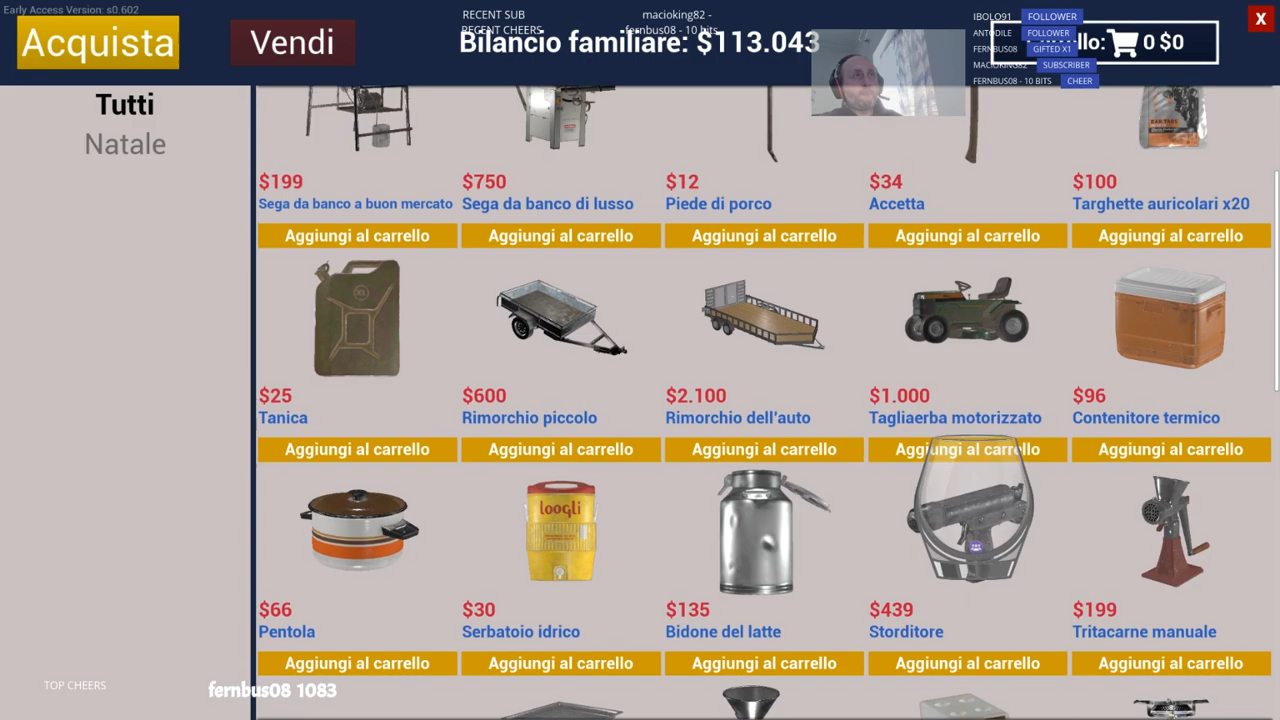 Early Access Version: s0.602
Acquista
Vendi
RECENT SUB
macioking82 -
RECENT CHEERS
fernbus08 - 10 bits
Bilancio familiare: $113.043
IBOLO91 FOLLOWER
ANTODILE FOLLOWER
FERNBUS08 GIFTED X1
MACIOKING82 SUBSCRIBER
FERNBUS08 - 10 BITS CHEER
llo: 0 $0
X
Tutti
Natale
$199 $750 $12 $34 $100
Sega da banco a buon mercato Sega da banco di lusso Piede di porco Accetta Targhette auricolari x20
Aggiungi al carrello Aggiungi al carrello Aggiungi al carrello Aggiungi al carrello Aggiungi al carrello
$25 $600 $2.100 $1.000 $96
Tanica Rimorchio piccolo Rimorchio dell'auto Tagliaerba motorizzato Contenitore termico
Aggiungi al carrello Aggiungi al carrello Aggiungi al carrello Aggiungi al carrello Aggiungi al carrello
loogli
$66 $30 $135 $439 $199
Pentola Serbatoio idrico Bidone del latte Storditore Tritacarne manuale
Aggiungi al carrello Aggiungi al carrello Aggiungi al carrello Aggiungi al carrello Aggiungi al carrello
TOP CHEERS
fernbus08 1083